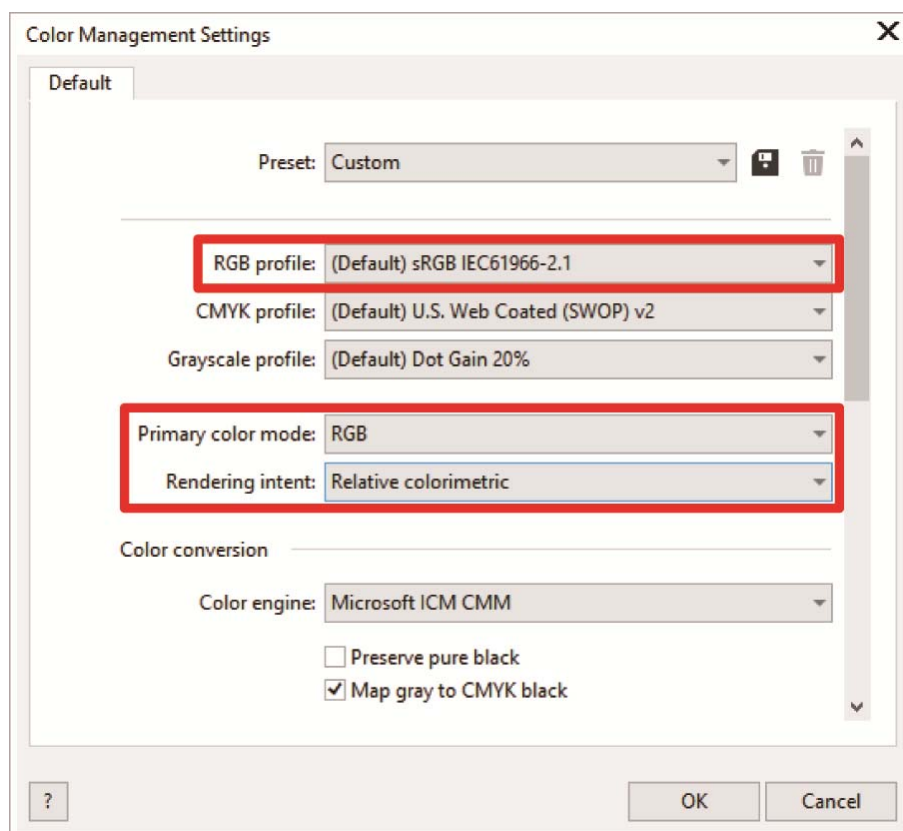 Color Management Settings
Default
Preset: Custom
RGB profile: (Default) sRGB IEC61966-2.1
CMYK profile: (Default) U.S. Web Coated (SWOP) v2
Grayscale profile: (Default) Dot Gain 20%
Primary color mode: RGB
Rendering intent: Relative colorimetric
Color conversion
Color engine: Microsoft ICM CMM
Preserve pure black
Map gray to CMYK black
? OK Cancel